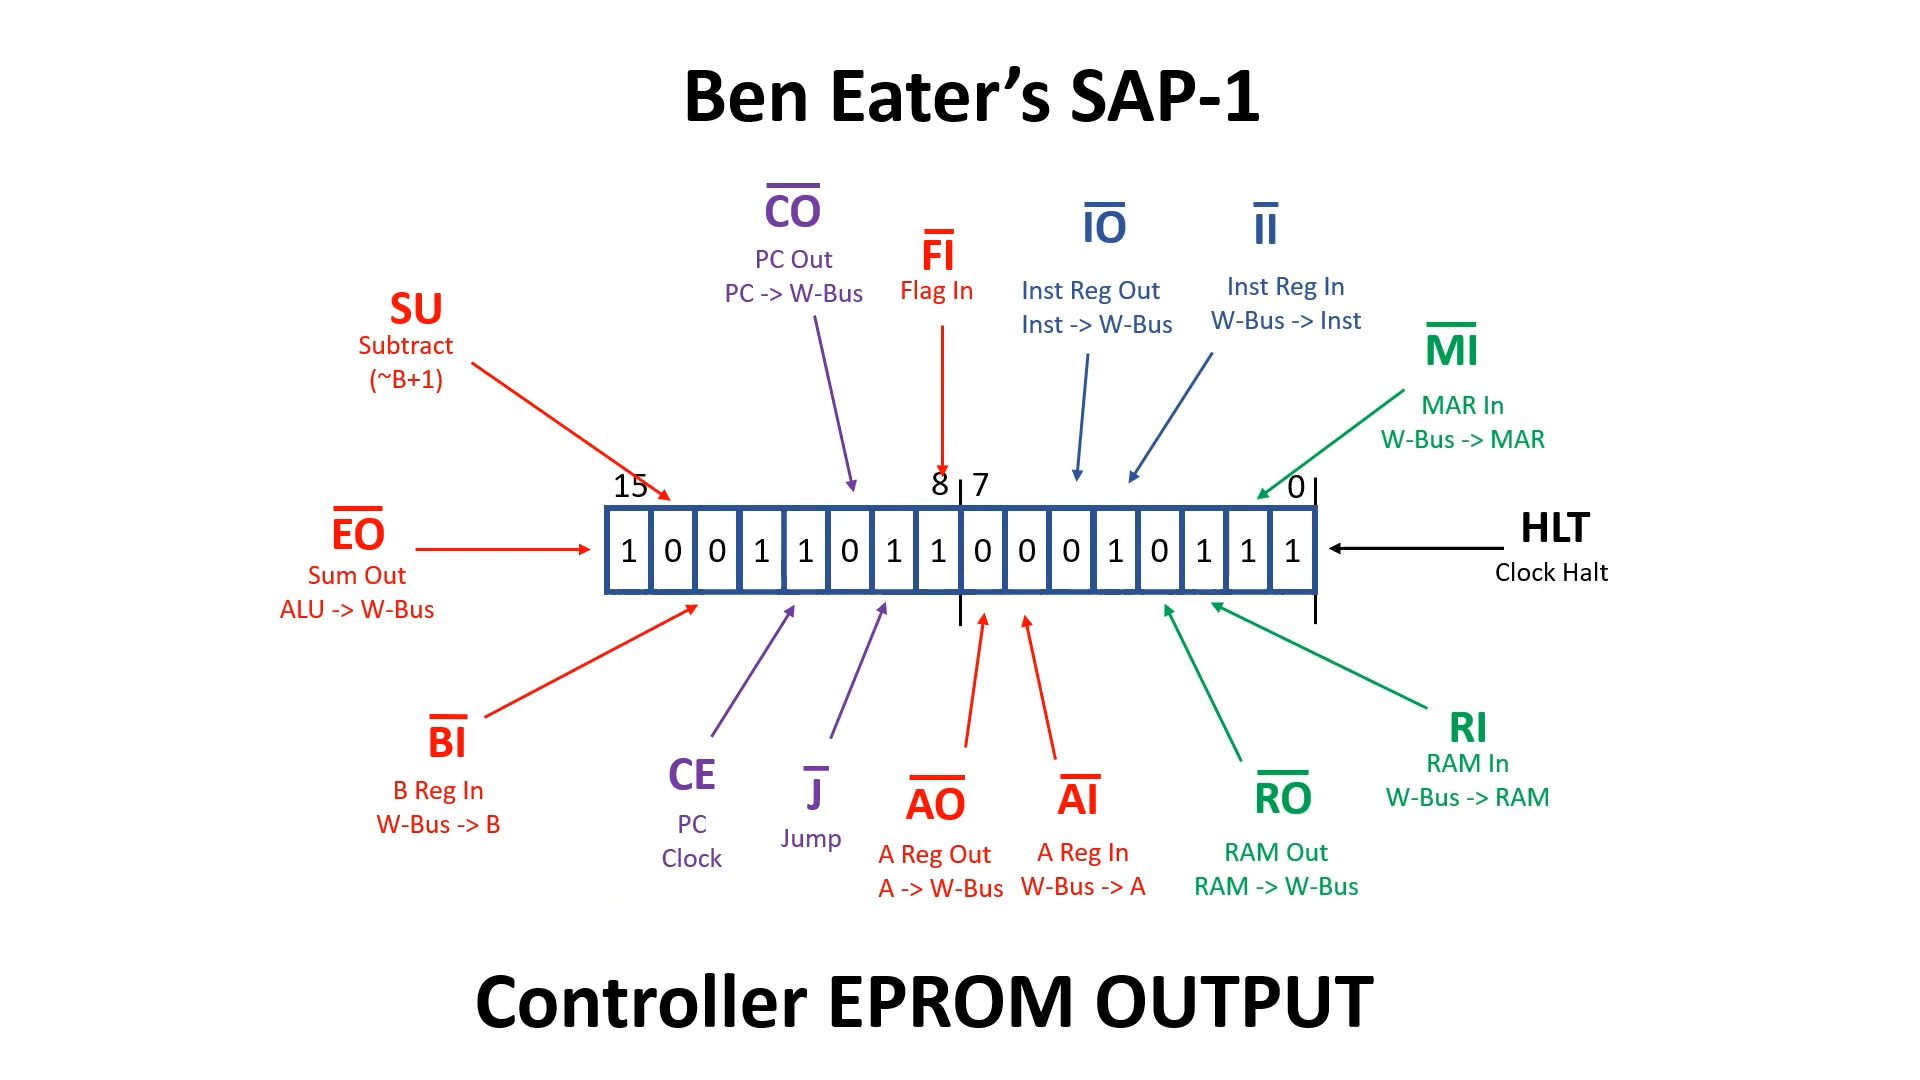 Ben Eater's SAP-1
CO
PC Out
PC -> W-Bus
FI
Flag In
IO
Inst Reg Out
Inst -> W-Bus
II
Inst Reg In
W-Bus -> Inst
SU
Subtract
(~B+1)
MI
MAR In
W-Bus -> MAR
15 8 7 0
EO
Sum Out
ALU -> W-Bus
1 0 0 1 1 0 1 1 0 0 0 1 0 1 1 1
HLT
Clock Halt
BI
B Reg In
W-Bus -> B
CE
PC
Clock
J
Jump
AO
A Reg Out
A -> W-Bus
AI
A Reg In
W-Bus -> A
RO
RAM Out
RAM -> W-Bus
RI
RAM In
W-Bus -> RAM
Controller EPROM OUTPUT